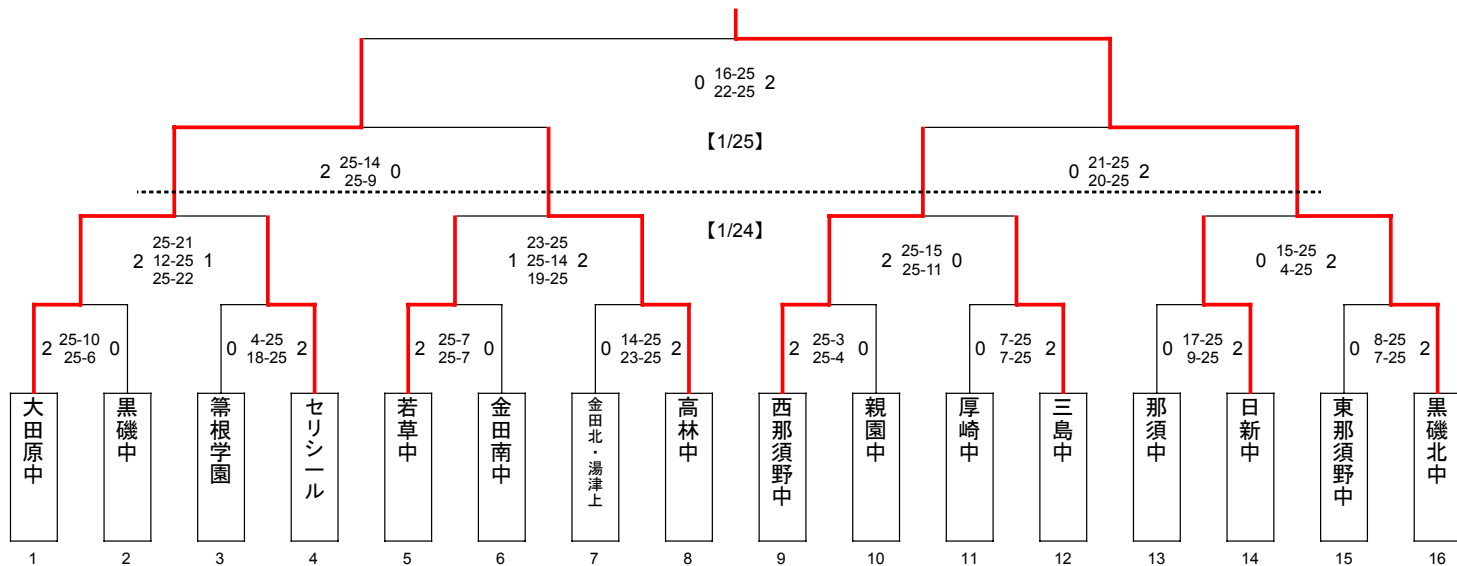 0 16-25 2
22-25
【1/25】
2 25-14 0
25-9
0 21-25 2
20-25
【1/24】
25-21
2 12-25 1
25-22
23-25
1 25-14 2
19-25
2 25-15 0
25-11
0 15-25 2
4-25
2 25-10 0
25-6
0 4-25 2
18-25
2 25-7 0
25-7
0 14-25 2
23-25
2 25-3 0
25-4
0 7-25 2
7-25
0 17-25 2
9-25
0 8-25 2
7-25
大田原中
黒磯中
箒根学園
セリシール
若草中
金田南中
金田北・湯津上
高林中
西那須野中
親園中
厚崎中
三島中
那須中
日新中
東那須野中
黒磯北中
1 2 3 4 5 6 7 8 9 10 11 12 13 14 15 16